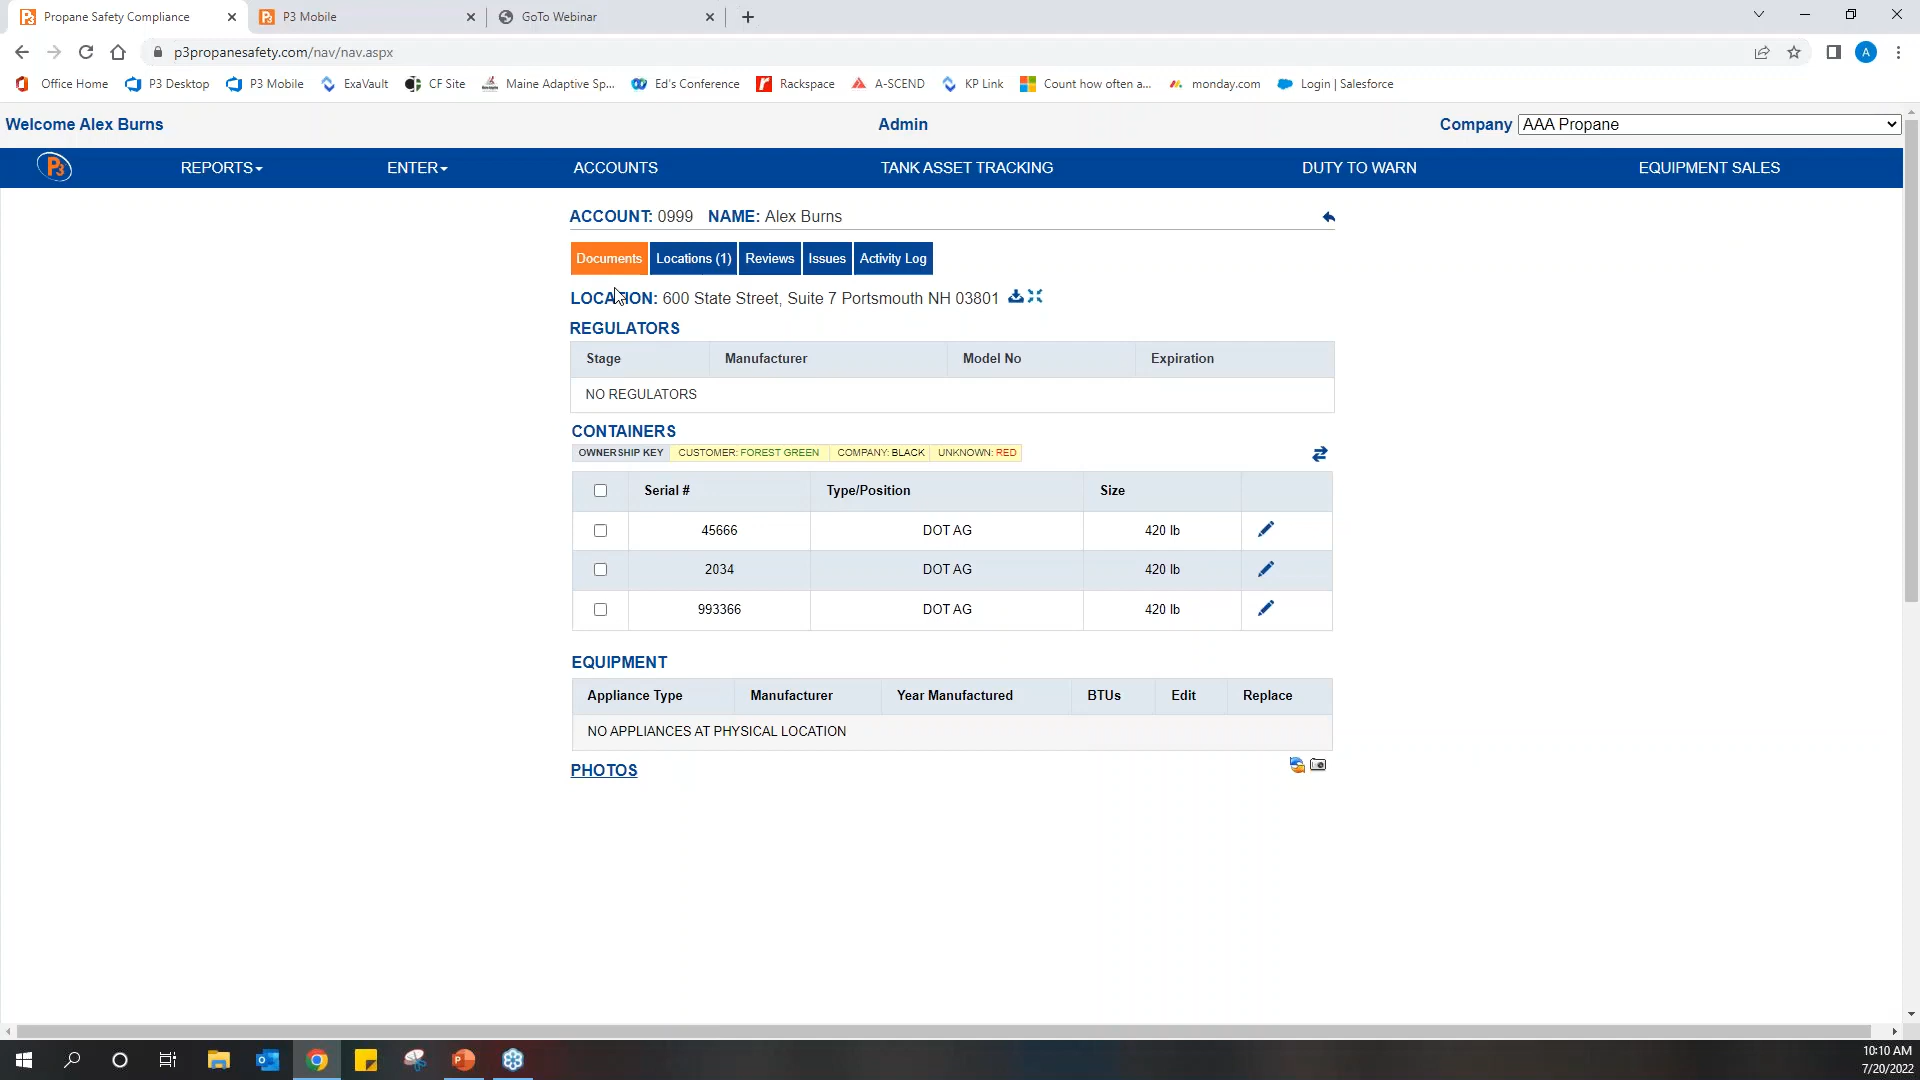 Propane Safety Compliance
P3 Mobile
GoTo Webinar
p3propanesafety.com/nav/nav.aspx
A
Office Home
P3 Desktop
P3 Mobile
ExaVault
CF Site
Maine Adaptive Sp...
Ed's Conference
Rackspace
A-SCEND
KP Link
Count how often a...
monday.com
Login | Salesforce
Welcome Alex Burns
Admin
Company AAA Propane
P3
REPORTS
ENTER
ACCOUNTS
TANK ASSET TRACKING
DUTY TO WARN
EQUIPMENT SALES
ACCOUNT: 0999 NAME: Alex Burns
Documents
Locations (1)
Reviews
Issues
Activity Log
LOCATION: 600 State Street, Suite 7 Portsmouth NH 03801
REGULATORS
Stage Manufacturer Model No Expiration
NO REGULATORS
CONTAINERS
OWNERSHIP KEY CUSTOMER: FOREST GREEN COMPANY: BLACK UNKNOWN: RED
Serial # Type/Position Size
45666 DOT AG 420 lb
2034 DOT AG 420 lb
993366 DOT AG 420 lb
EQUIPMENT
Appliance Type Manufacturer Year Manufactured BTUs Edit Replace
NO APPLIANCES AT PHYSICAL LOCATION
PHOTOS
10:10 AM
7/20/2022